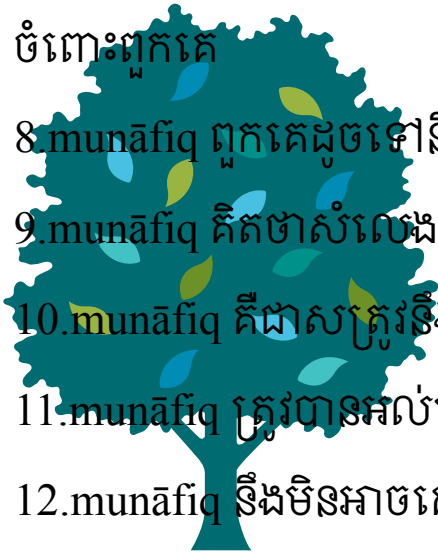 ចំពោះពួកគេ
8.munāfiq ពួកគេដូចទៅនឹ
9.munāfiq គិតថាសំលេង
10.munāfiq គឺជាសត្រូវនឹ
11.munāfiq ត្រូវបានអល់
12.munāfiq នឹងមិនអាច